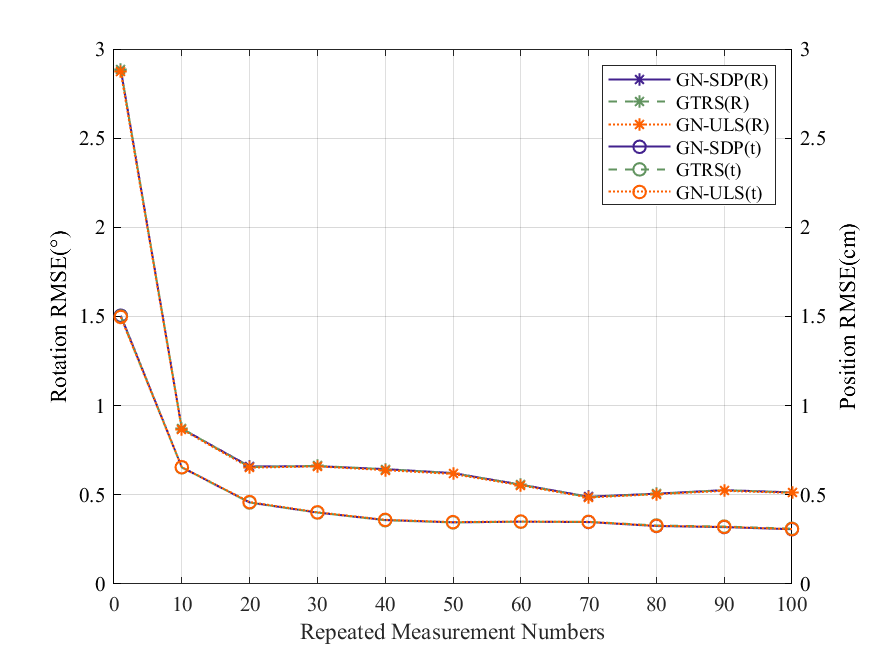 3
2.5
2
1.5
1
0.5
0
Rotation RMSE(°)
0
10
20
30
40
50
60
70
80
90
100
Repeated Measurement Numbers
3
2.5
2
1.5
1
0.5
0
Position RMSE(cm)
GN-SDP(R)
GTRS(R)
GN-ULS(R)
GN-SDP(t)
GTRS(t)
GN-ULS(t)